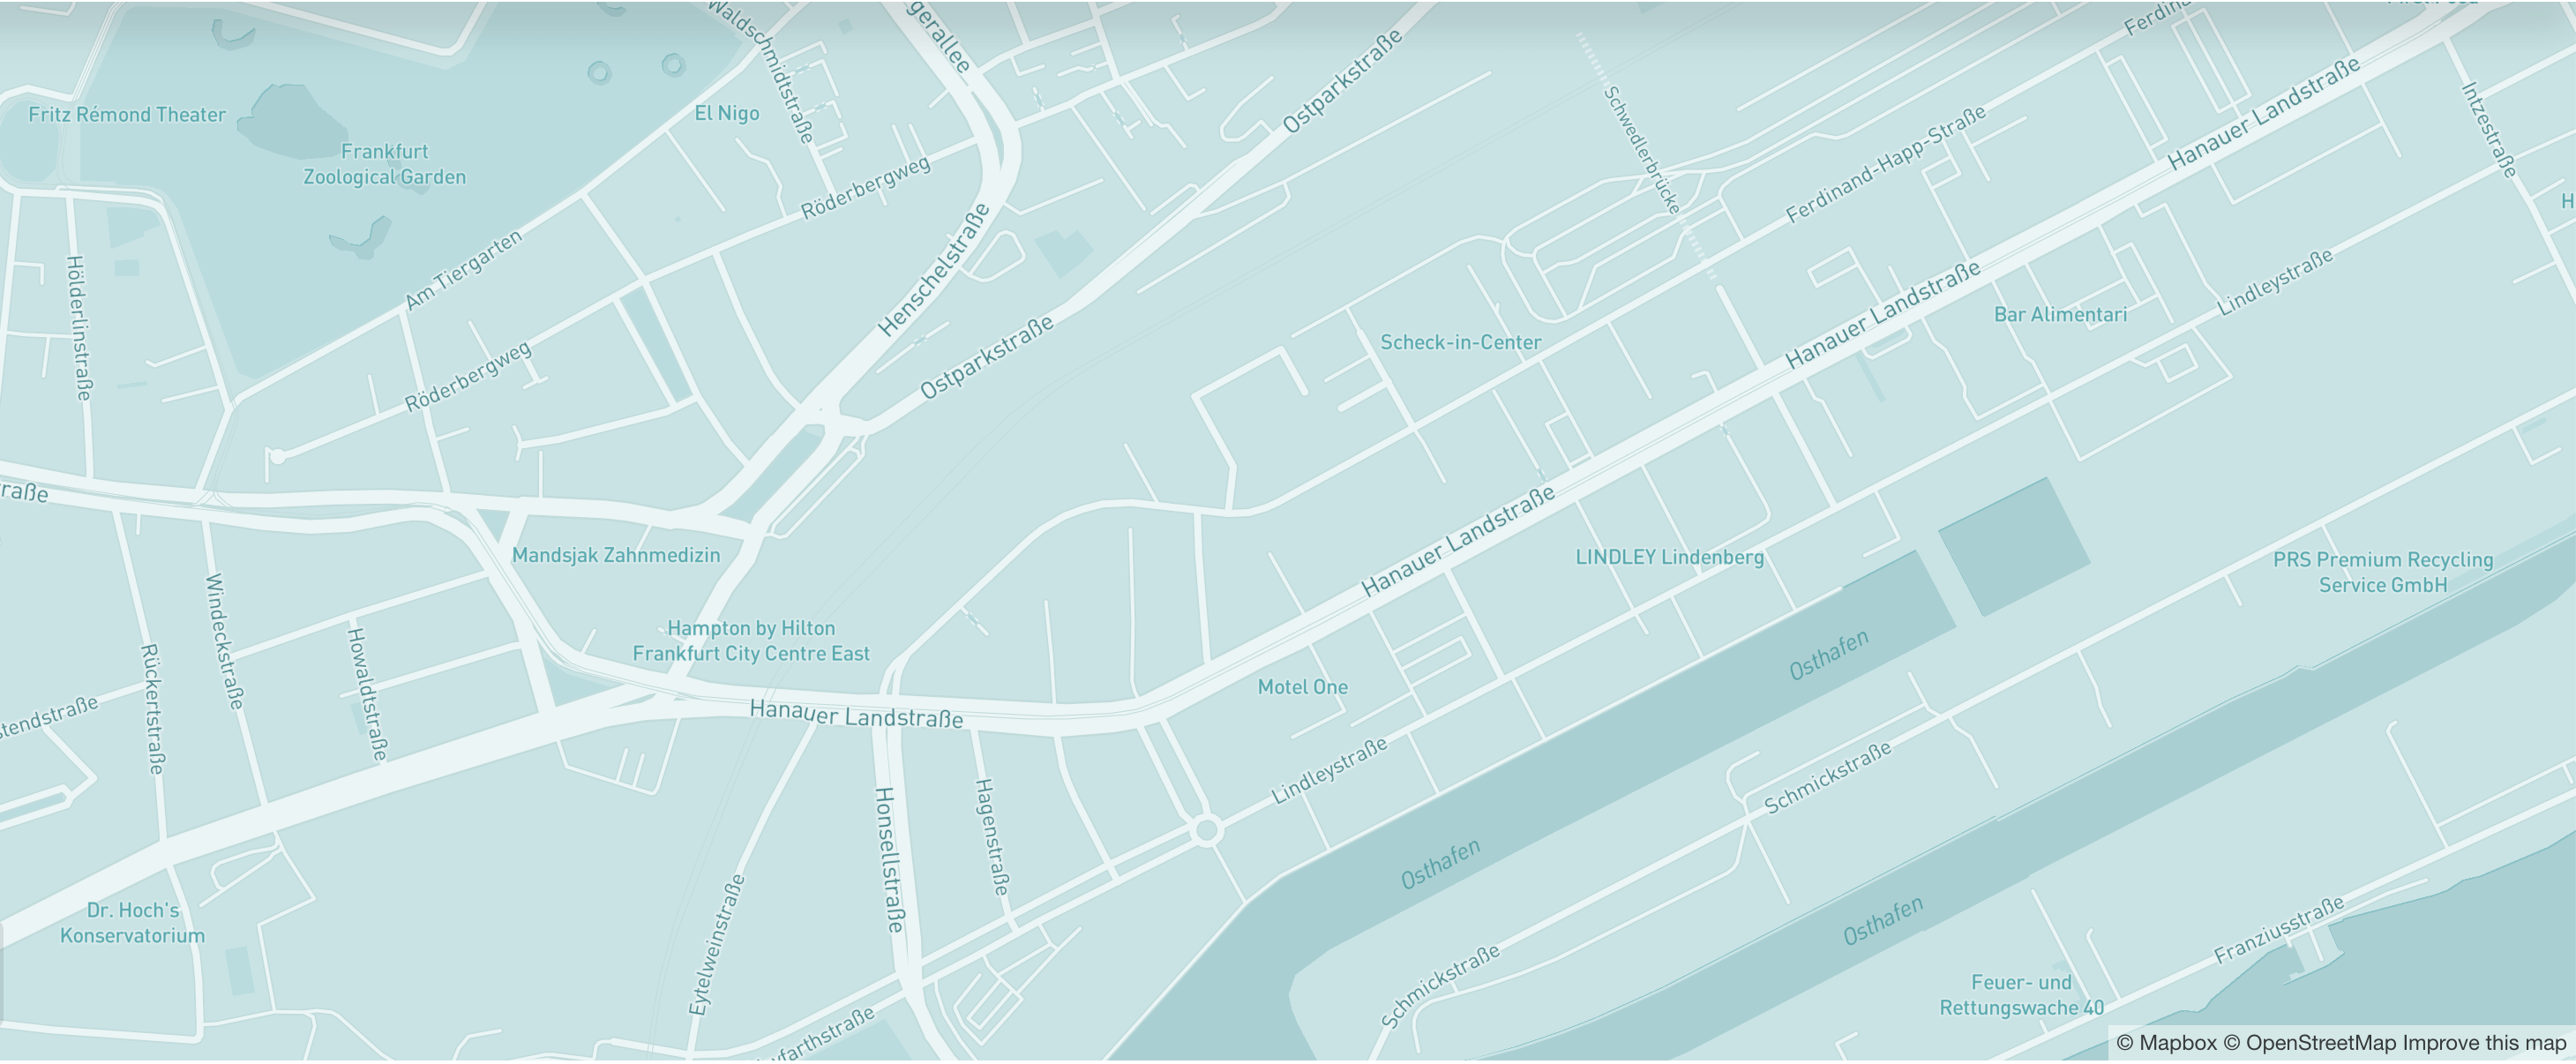 Waldschmidtstraße
gerallee
Ostparkstraße
Ferdina
Fritz Rémond Theater
El Nigo
Schwedlerbrücke
Hanauer Landstraße
Intzestraße
Frankfurt
Zoological Garden
Röderbergweg
Ferdinand-Happ-Straße
H
Hölderlinstraße
Am Tiergarten
Henschelstraße
Hanauer Landstraße
Lindleystraße
Bar Alimentari
Röderbergweg
Ostparkstraße
Scheck-in-Center
raße
Hanauer Landstraße
Mandsjak Zahnmedizin
LINDLEY Lindenberg
PRS Premium Recycling
Service GmbH
Windeckstraße
Hampton by Hilton
Frankfurt City Centre East
Osthafen
Rückertstraße
Howaldtstraße
Motel One
stendstraße
Hanauer Landstraße
Lindleystraße
Schmickstraße
Honsellstraße
Hagenstraße
Osthafen
Dr. Hoch's
Konservatorium
Eytelweinstraße
Osthafen
Franziusstraße
Schmickstraße
Feuer- und
Rettungswache 40
yfarthstraße
© Mapbox © OpenStreetMap Improve this map